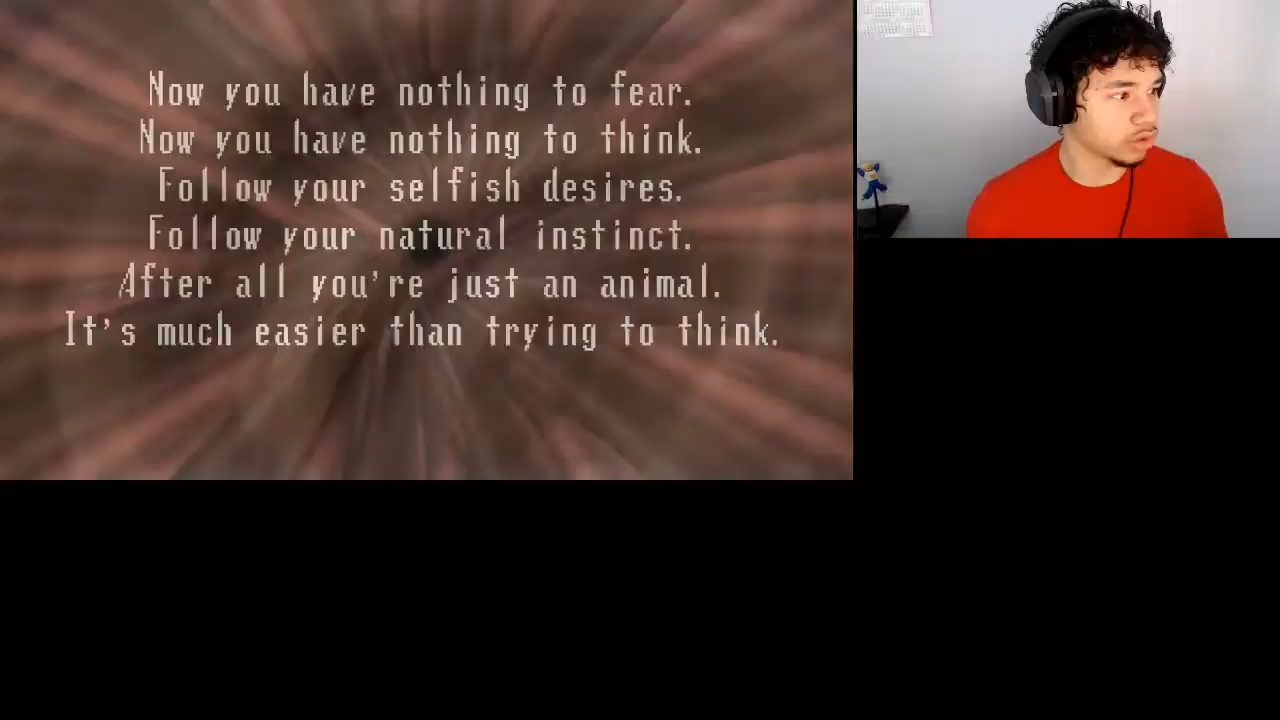 Now you have nothing to fear.
Now you have nothing to think.
Follow your selfish desires.
Follow your natural instinct.
After all you're just an animal.
It's much easier than trying to think.